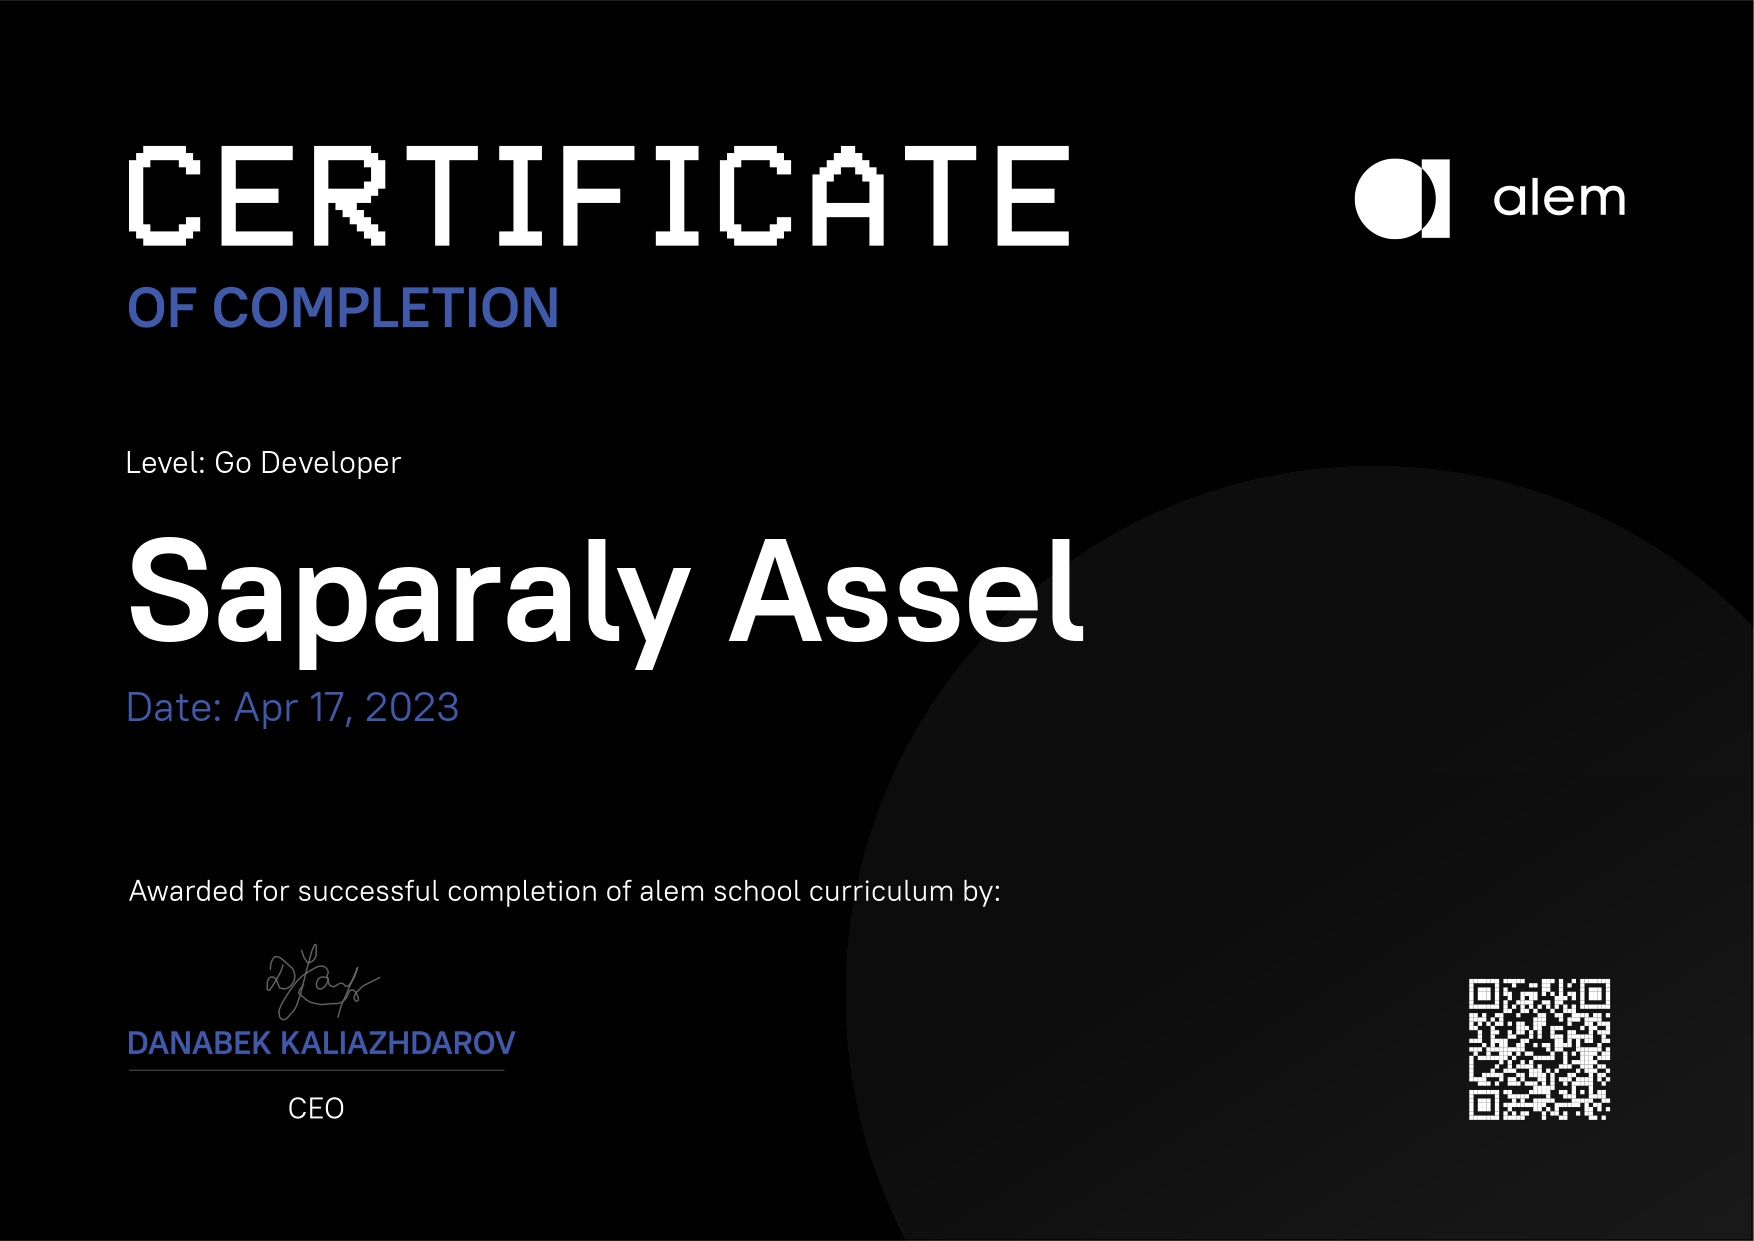 CERTIFICATE
alem
OF COMPLETION
Level: Go Developer
Saparaly Assel
Date: Apr 17, 2023
Awarded for successful completion of alem school curriculum by:
DANABEK KALIAZHDAROV
CEO